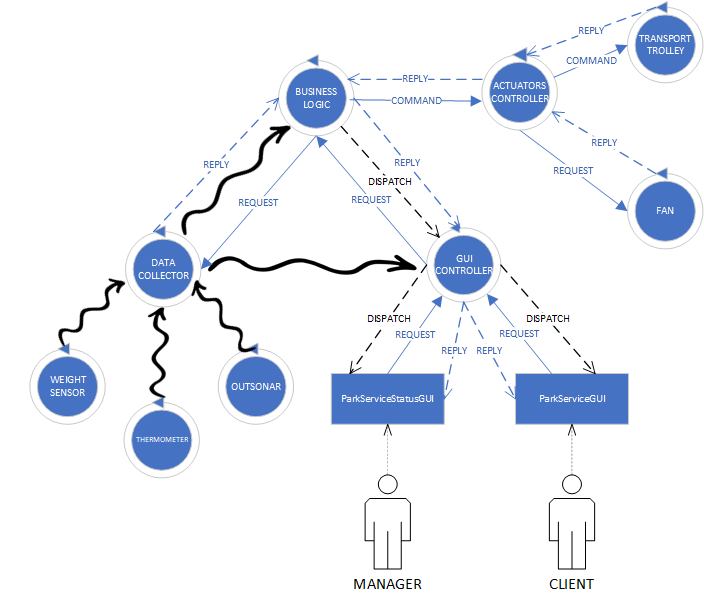 REPLY
TRANSPORT
TROLLEY
COMMAND
BUSINESS
LOGIC
REPLY
COMMAND
ACTUATORS
CONTROLLER
REPLY
REPLY
REPLY
DISPATCH
REQUEST
REQUEST
REQUEST
FAN
DATA
COLLECTOR
GUI
CONTROLLER
DISPATCH
REQUEST
REPLY
REPLY
REQUEST
DISPATCH
WEIGHT
SENSOR
OUTSONAR
THERMOMETER
ParkServiceStatusGUI
ParkServiceGUI
MANAGER
CLIENT